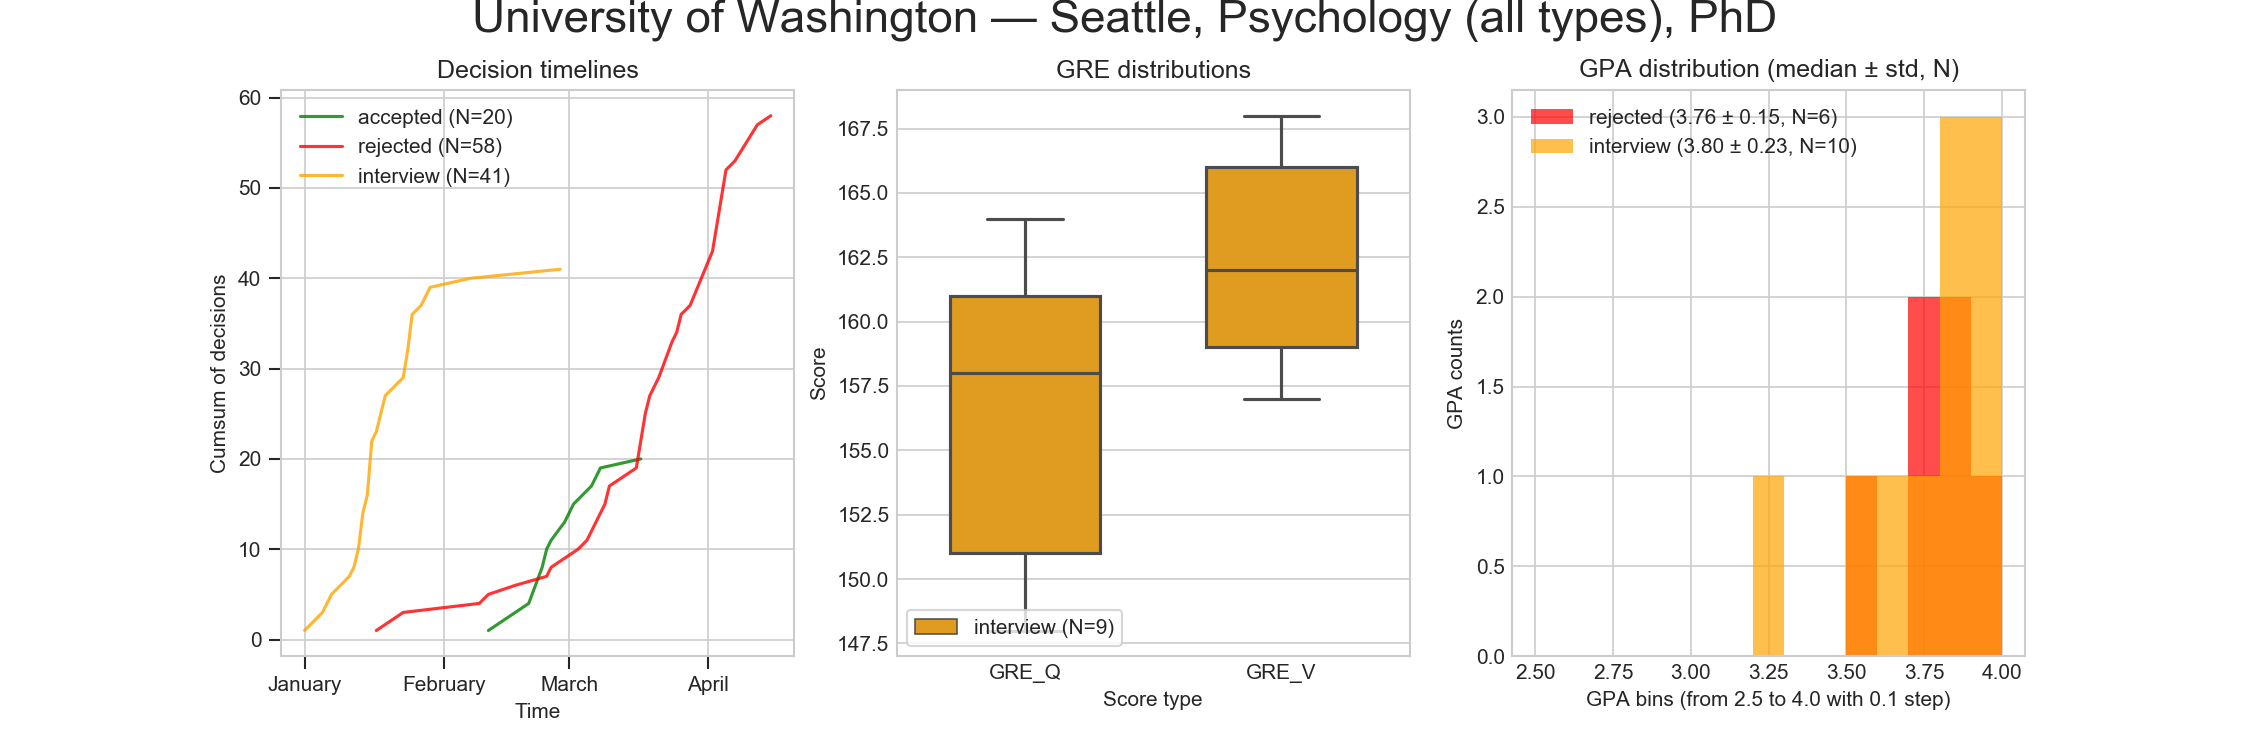 University of Washington — Seattle, Psychology (all types), PhD
Decision timelines
accepted (N=20)
rejected (N=58)
interview (N=41)
60
50
40
30
20
10
0
Cumsum of decisions
January February March April
Time
GRE distributions
167.5
165.0
162.5
160.0
157.5
155.0
152.5
150.0
147.5
Score
interview (N=9)
GRE_Q GRE_V
Score type
GPA distribution (median ± std, N)
rejected (3.76 ± 0.15, N=6)
interview (3.80 ± 0.23, N=10)
3.0
2.5
2.0
1.5
1.0
0.5
0.0
GPA counts
2.50 2.75 3.00 3.25 3.50 3.75 4.00
GPA bins (from 2.5 to 4.0 with 0.1 step)